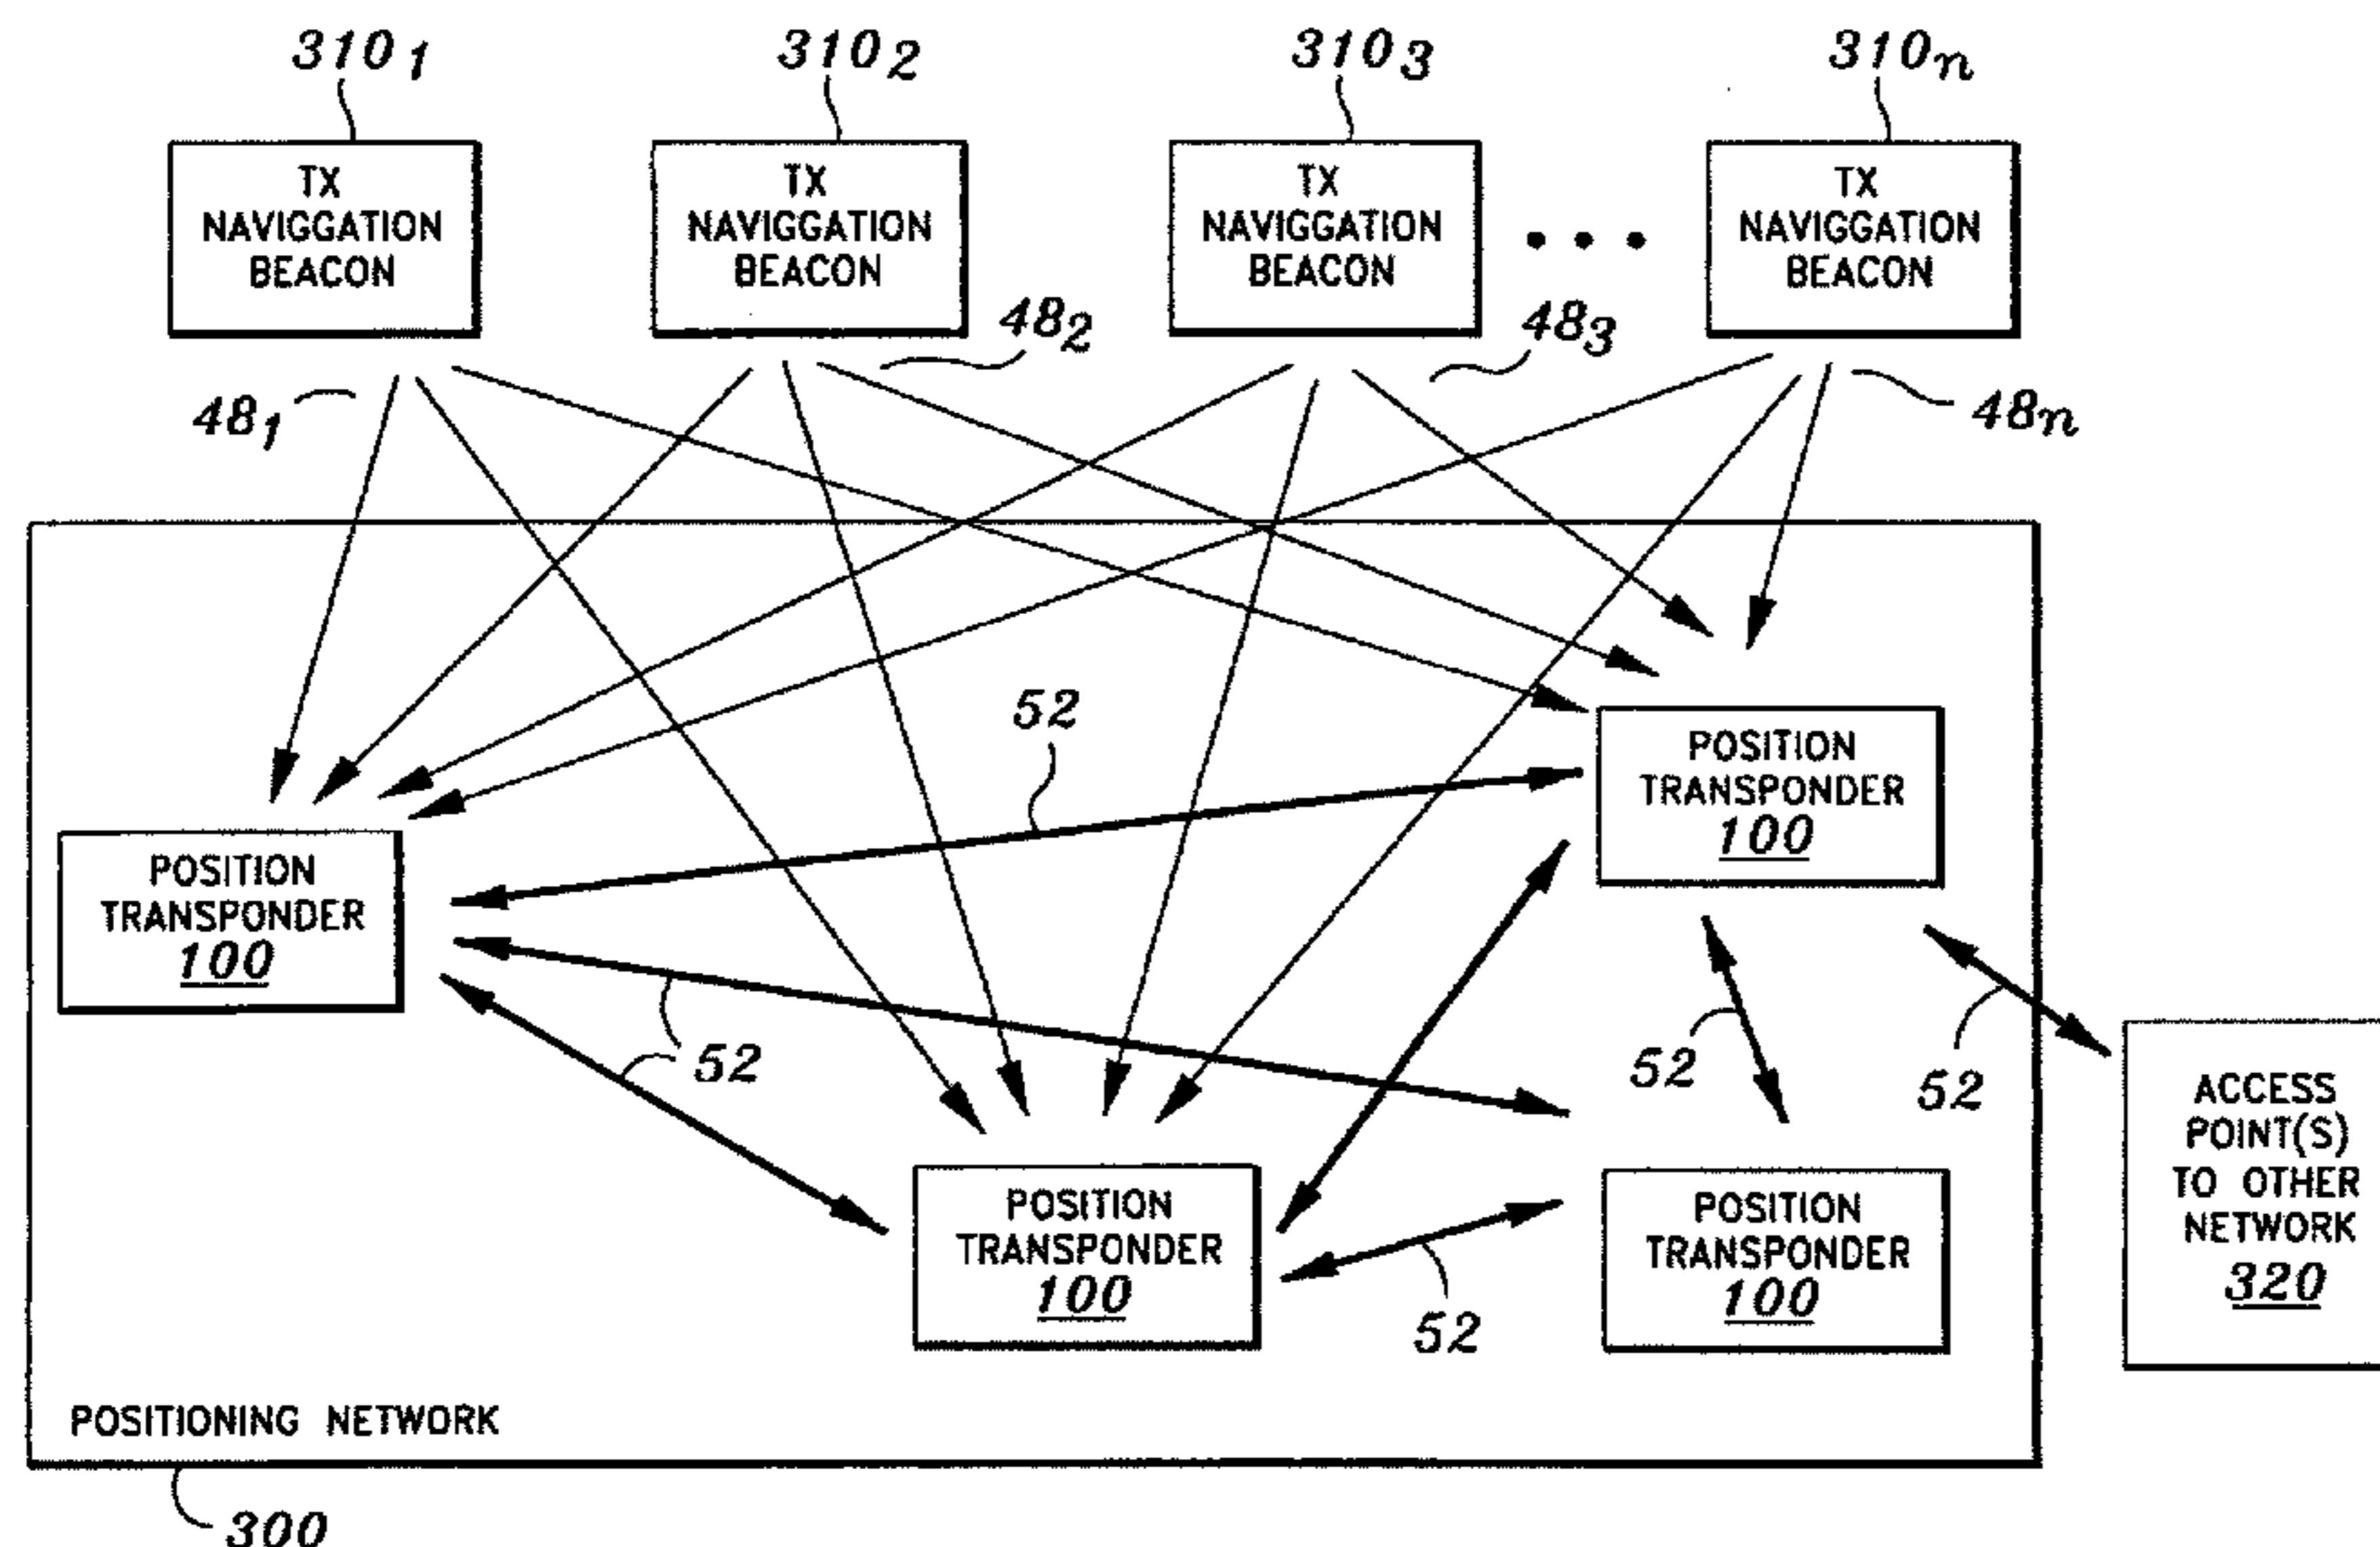 310₁
310₂
310₃
310ₙ
TX
NAVIGGATION
BEACON
TX
NAVIGGATION
BEACON
TX
NAVIGGATION
BEACON
• • •
TX
NAVIGGATION
BEACON
48₁
48₂
48₃
48ₙ
52
POSITION
TRANSPONDER
100
POSITION
TRANSPONDER
100
52
52
52
ACCESS
POINT(S)
TO OTHER
NETWORK
320
POSITION
TRANSPONDER
100
52
POSITION
TRANSPONDER
100
POSITIONING NETWORK
300